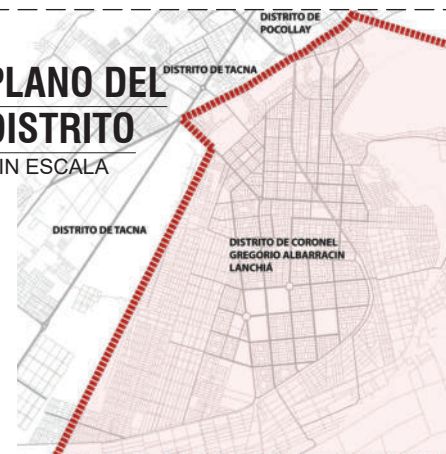 PLANO DEL
DISTRITO
IN ESCALA
DISTRITO DE
POCOLLAY
DISTRITO DE TACNA
DISTRITO DE TACNA
DISTRITO DE CORONEL
GREGORIO ALBARRACIN
LANCHIÁ